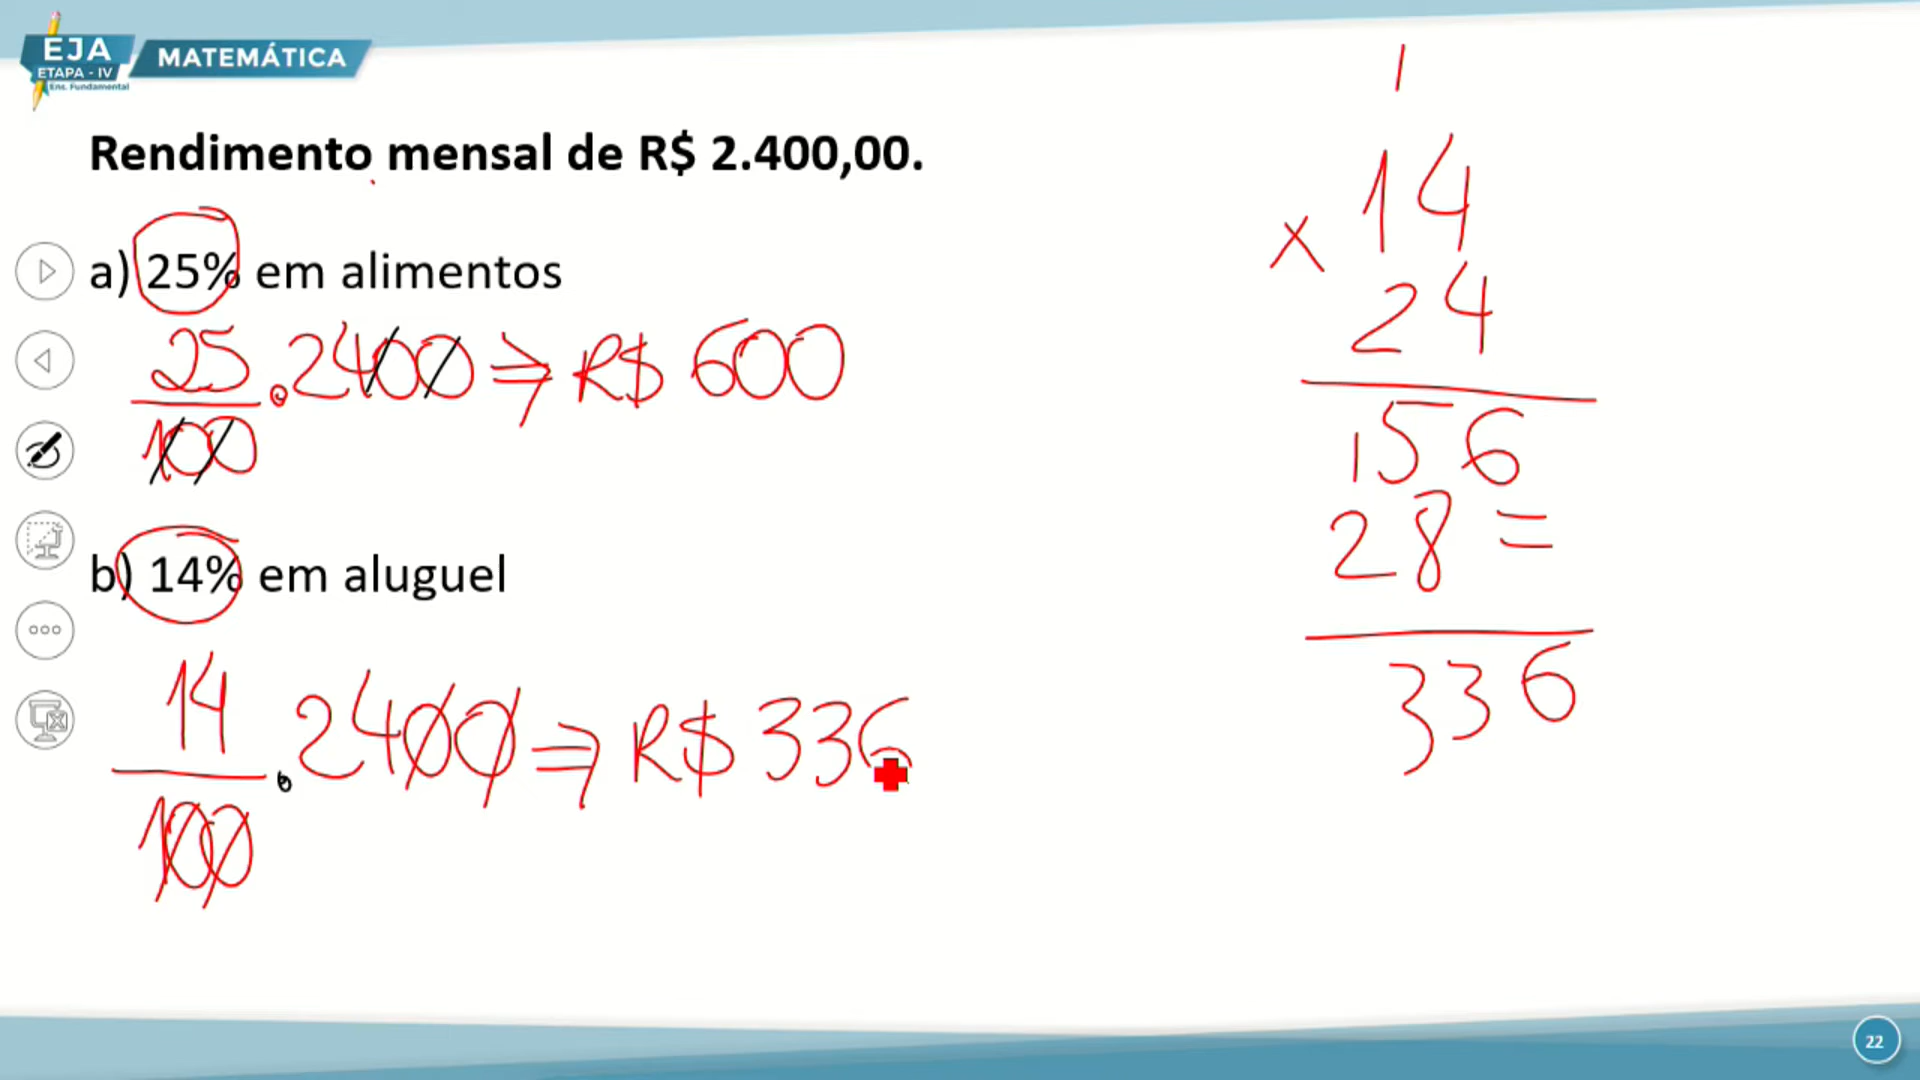 EJA
ETAPA - IV
Ens. Fundamental
MATEMÁTICA
Rendimento mensal de R$ 2.400,00.
a) 25% em alimentos
25/100 . 2400 ⇒ R$ 600
b) 14% em aluguel
14/100 . 2400 ⇒ R$ 336
1
14
x 24
156
28 =
336
22